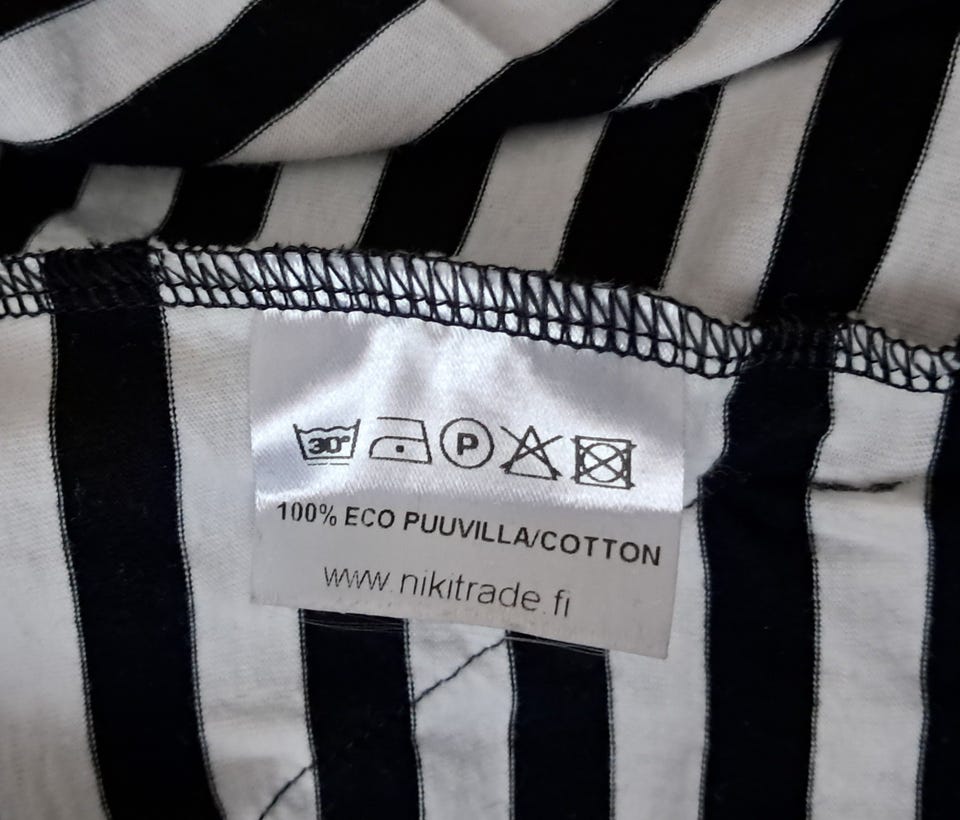 30° P
100% ECO PUUVILLA/COTTON
www.nikitrade.fi